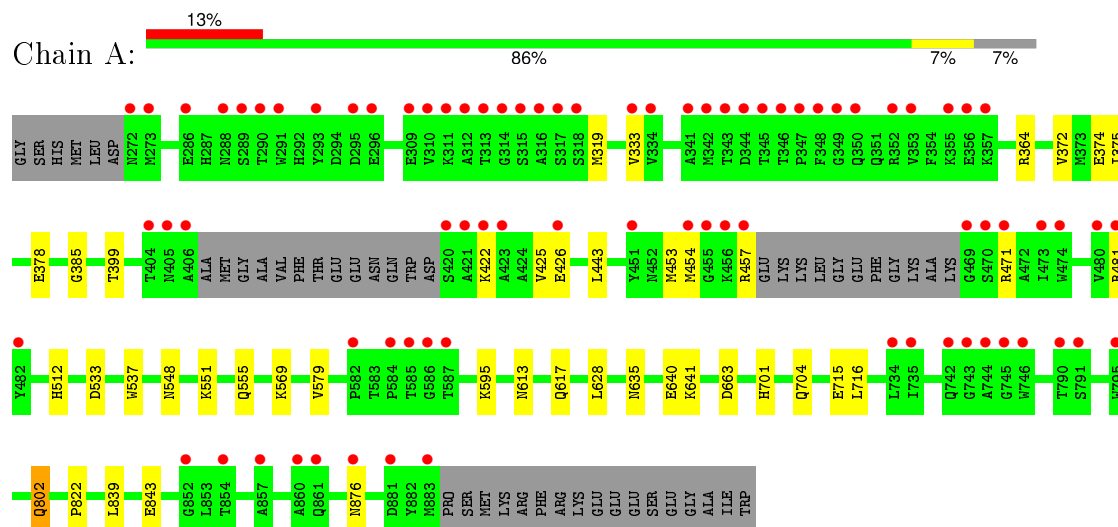 13%
Chain A:
86% 7% 7%
GLY SER HIS MET LEU ASP N272 M273 E286 H287 N288 S289 T290 W291 H292 Y293 D294 D295 E296 E309 V310 K311 A312 T313 G314 S315 A316 S317 S318 M319 V333 V334 A341 M342 T343 D344 T345 T346 P347 F348 G349 Q350 Q351 R352 V353 F354 K355 E356 K357 R364 V372 M373 E374 I375
E378 G385 T399 T404 N405 A406 ALA MET GLY ALA VAL PHE THR GLU GLU ASN GLN TRP ASP S420 A421 K422 A423 A424 V425 E426 L443 Y451 N452 M453 M454 G455 K456 R457 GLU LYS LYS LEU GLY GLU PHE GLY LYS ALA LYS G469 S470 R471 A472 I473 W474 V480 R481
Y482 H512 D533 W537 N548 K551 Q555 K569 V579 P582 T583 P584 T585 G586 T587 K595 N613 Q617 L628 N635 E640 K641 D663 H701 Q704 E715 L716 L734 I735 Q742 G743 A744 G745 W746 T790 S791 W795
Q802 P822 L839 E843 G852 L853 T854 A857 A860 Q861 N876 D881 Y882 M883 PRO SER MET LYS ARG PHE ARG LYS GLU GLU GLU SER GLU GLY ALA ILE TRP